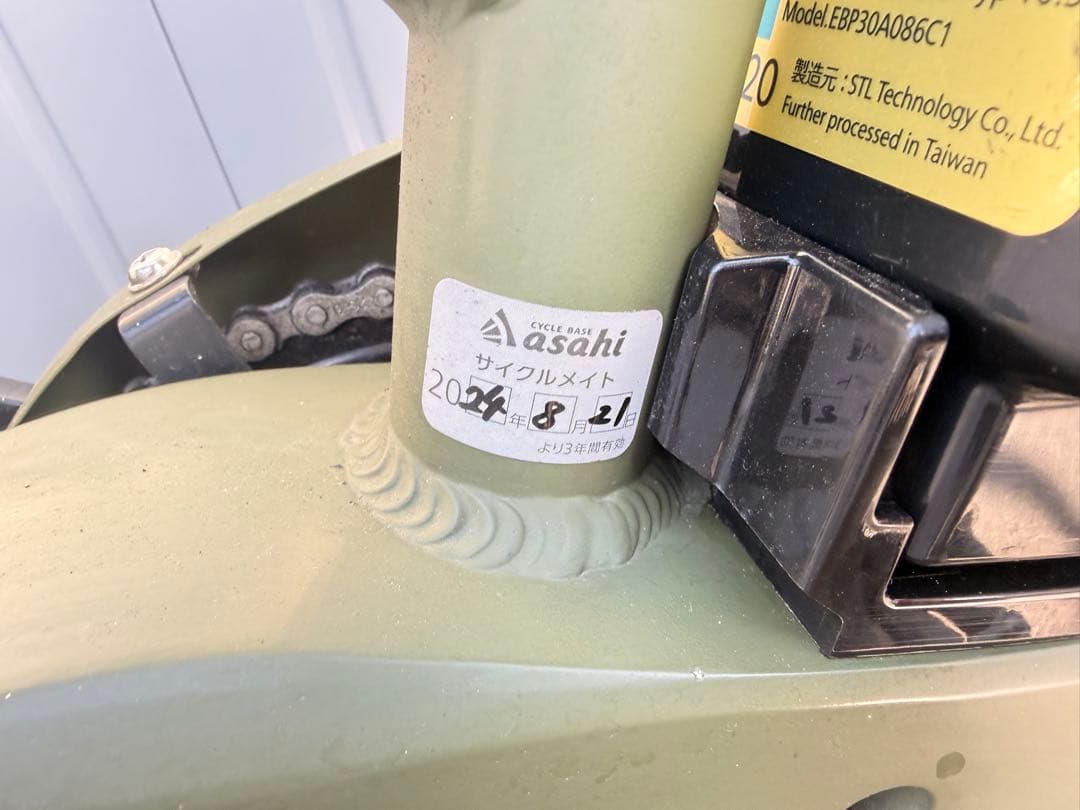 Model.EBP30A086C1
20
製造元:STL Technology Co., Ltd.
Further processed in Taiwan
CYCLE BASE
asahi
サイクルメイト
2024年8月21日
より3年間有効